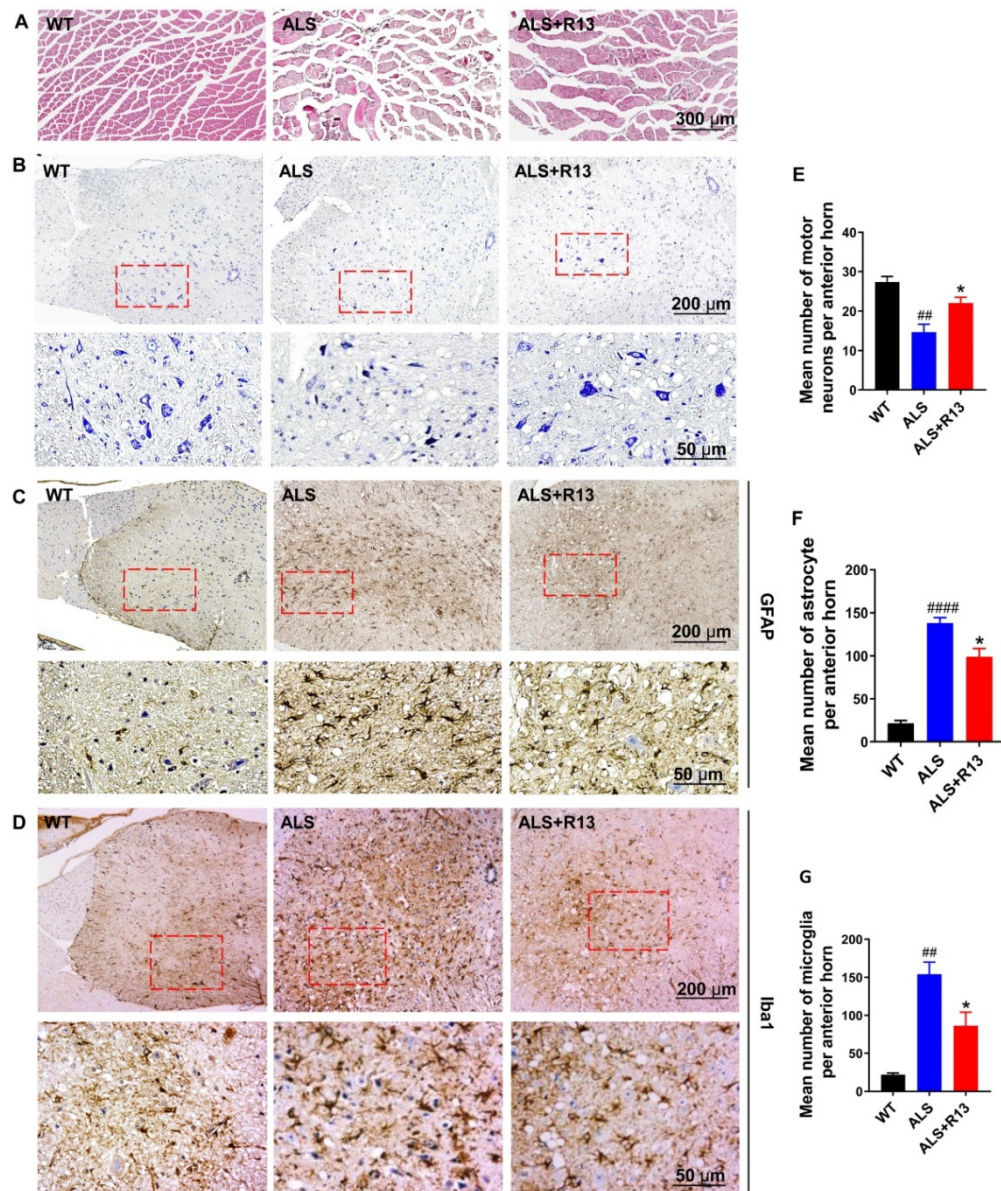 A
WT
ALS
ALS+R13
300 µm
B
WT
ALS
ALS+R13
200 µm
50 µm
C
WT
ALS
ALS+R13
200 µm
50 µm
GFAP
D
WT
ALS
ALS+R13
200 µm
50 µm
Iba1
E
Mean number of motor
neurons per anterior horn
40
30
20
10
0
##
*
WT
ALS
ALS+R13
F
Mean number of astrocyte
per anterior horn
200
150
100
50
0
####
*
WT
ALS
ALS+R13
G
Mean number of microglia
per anterior horn
200
150
100
50
0
##
*
WT
ALS
ALS+R13